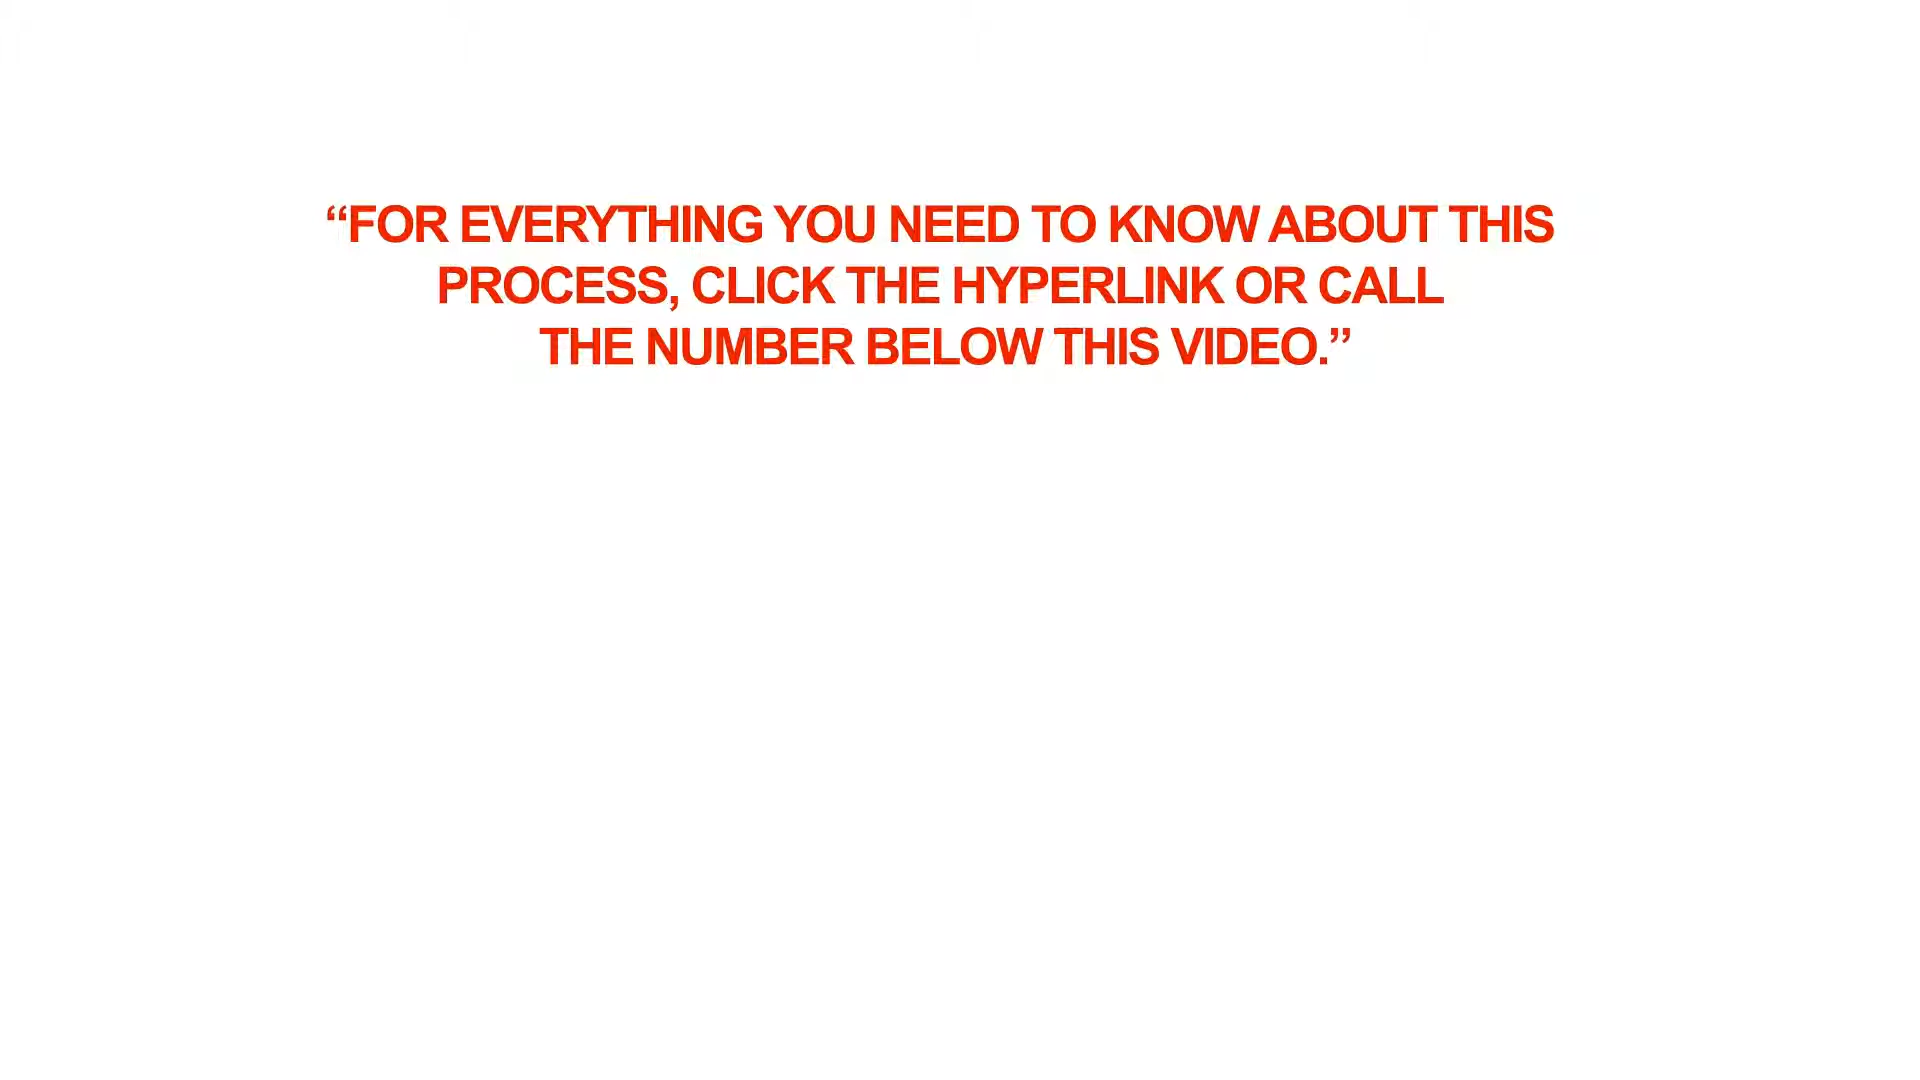 “FOR EVERYTHING YOU NEED TO KNOW ABOUT THIS
PROCESS, CLICK THE HYPERLINK OR CALL
THE NUMBER BELOW THIS VIDEO.”